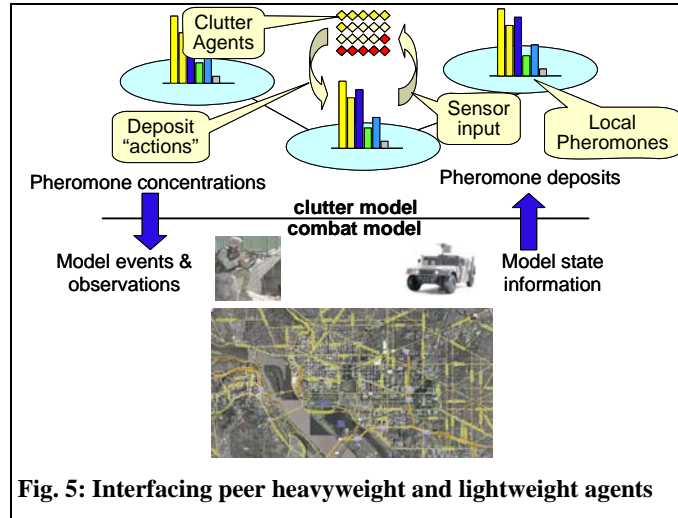 Clutter
Agents
Deposit
"actions"
Sensor
input
Local
Pheromones
Pheromone concentrations
Pheromone deposits
clutter model
combat model
Model events &
observations
Model state
information
Fig. 5: Interfacing peer heavyweight and lightweight agents